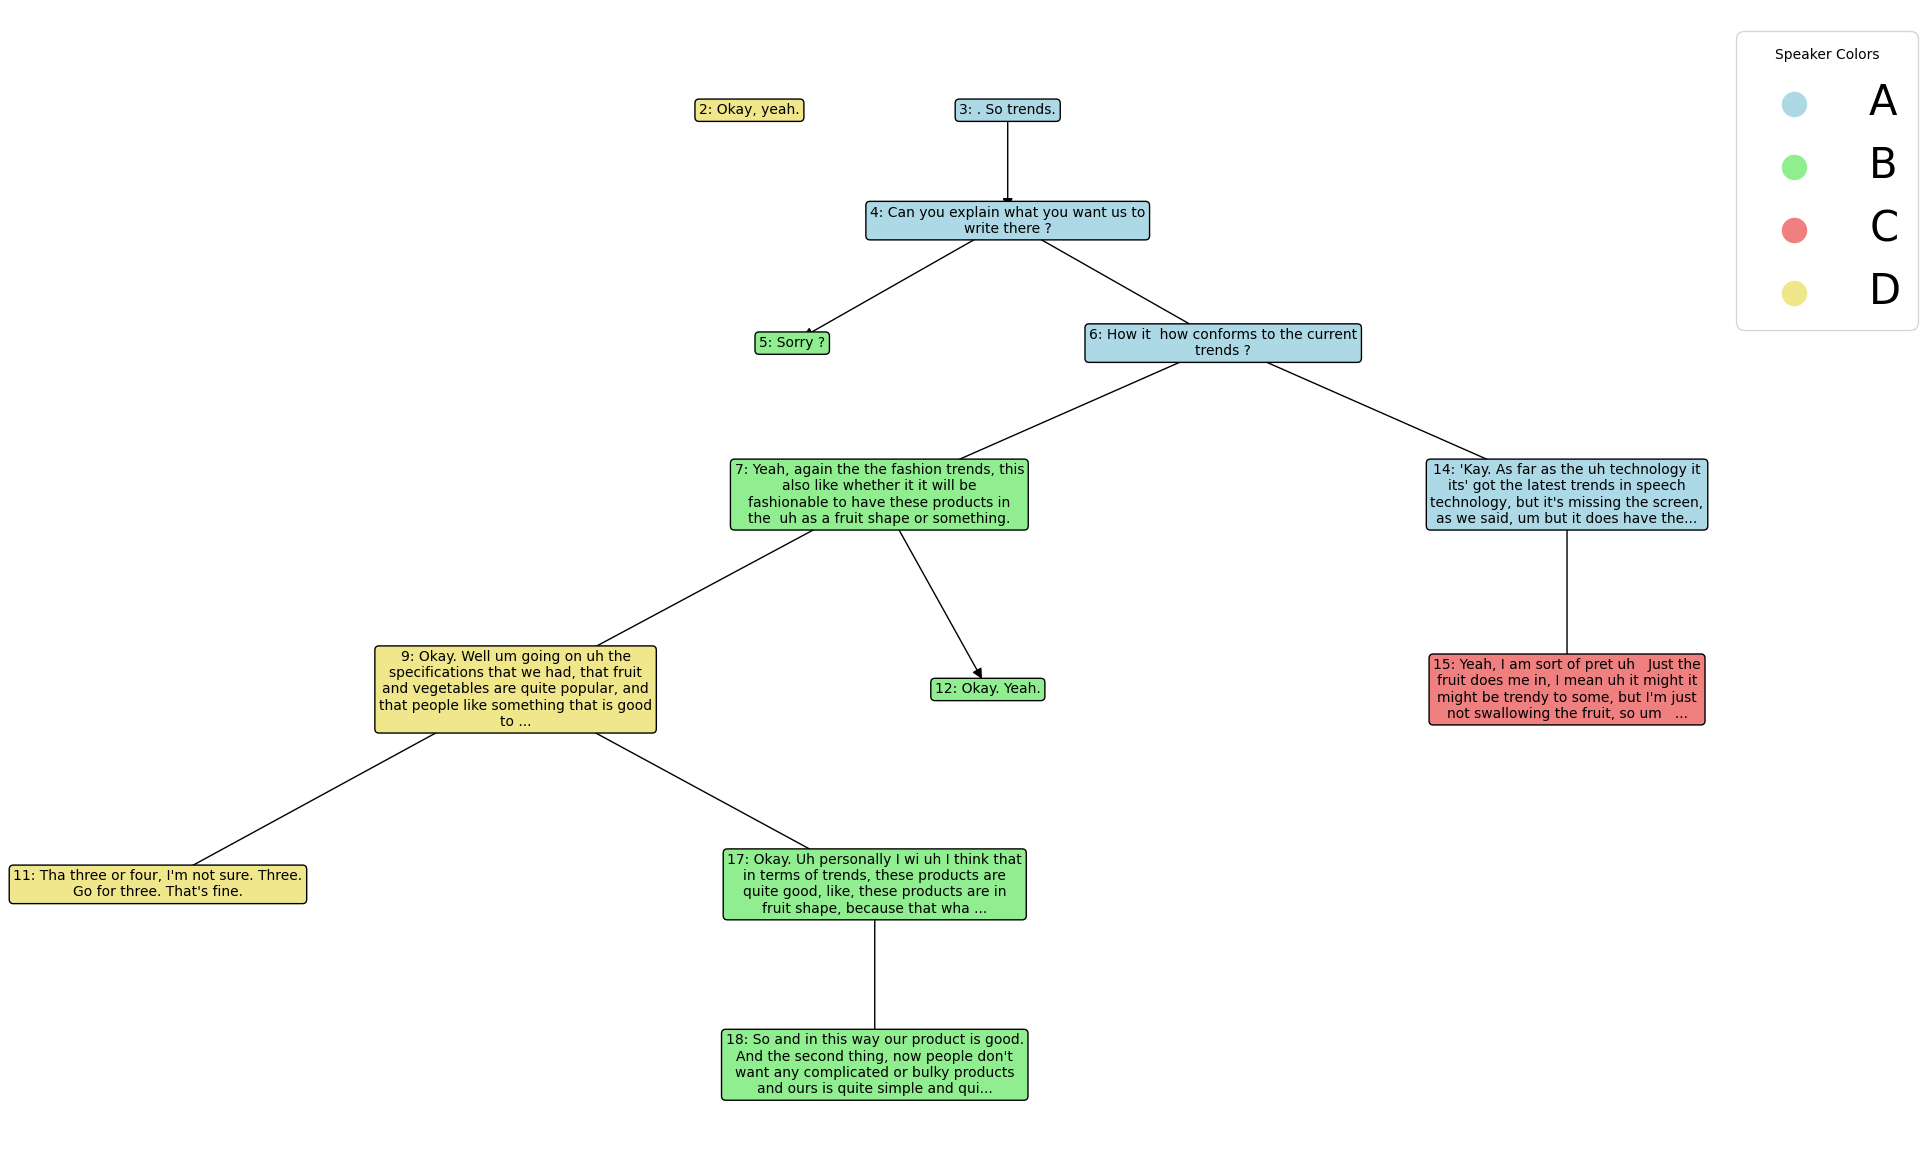 Speaker Colors
A
B
C
D
2: Okay, yeah.
3: . So trends.
4: Can you explain what you want us to
write there ?
5: Sorry ?
6: How it  how conforms to the current
trends ?
7: Yeah, again the the fashion trends, this
also like whether it it will be
fashionable to have these products in
the  uh as a fruit shape or something.
14: 'Kay. As far as the uh technology it
its' got the latest trends in speech
technology, but it's missing the screen,
as we said, um but it does have the...
9: Okay. Well um going on uh the
specifications that we had, that fruit
and vegetables are quite popular, and
that people like something that is good
to ...
12: Okay. Yeah.
15: Yeah, I am sort of pret uh   Just the
fruit does me in, I mean uh it might it
might be trendy to some, but I'm just
not swallowing the fruit, so um   ...
11: Tha three or four, I'm not sure. Three.
Go for three. That's fine.
17: Okay. Uh personally I wi uh I think that
in terms of trends, these products are
quite good, like, these products are in
fruit shape, because that wha ...
18: So and in this way our product is good.
And the second thing, now people don't
want any complicated or bulky products
and ours is quite simple and qui...